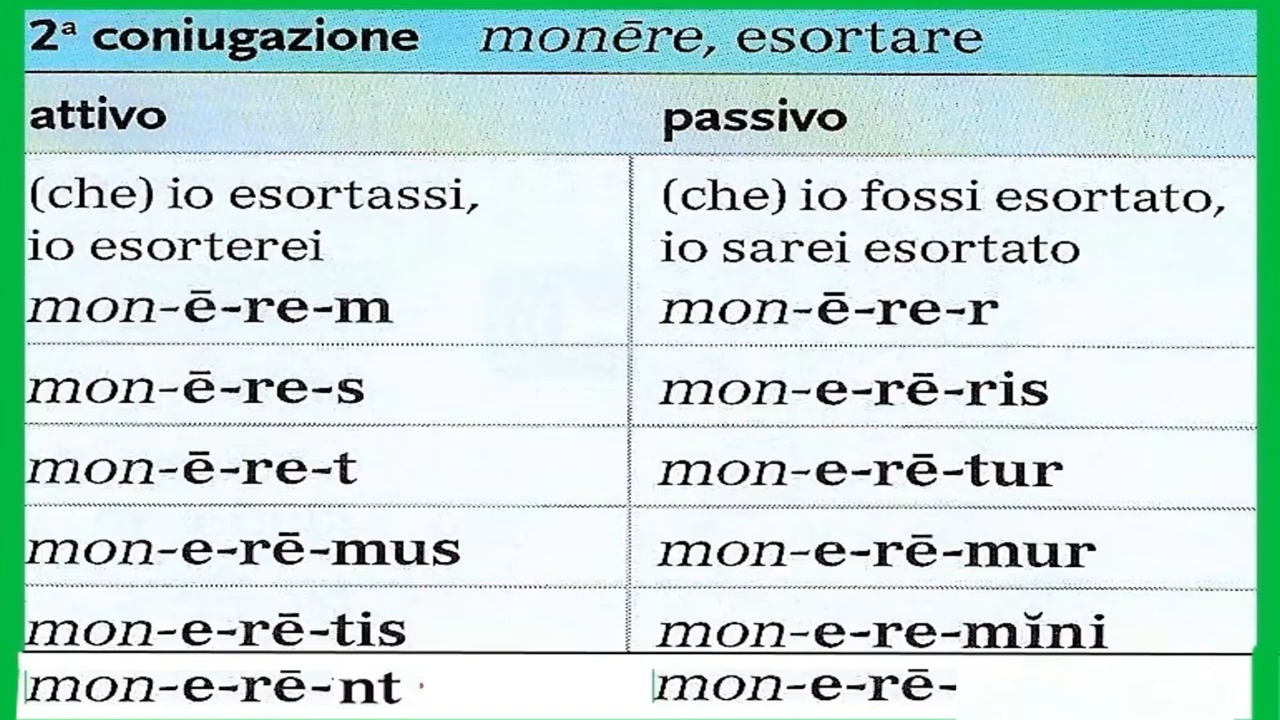 2ª coniugazione monēre, esortare
attivo passivo
(che) io esortassi, (che) io fossi esortato,
io esorterei io sarei esortato
mon-ē-re-m mon-ē-re-r
mon-ē-re-s mon-e-rē-ris
mon-ē-re-t mon-e-rē-tur
mon-e-rē-mus mon-e-rē-mur
mon-e-rē-tis mon-e-re-mĭni
mon-e-rē-nt mon-e-rē-